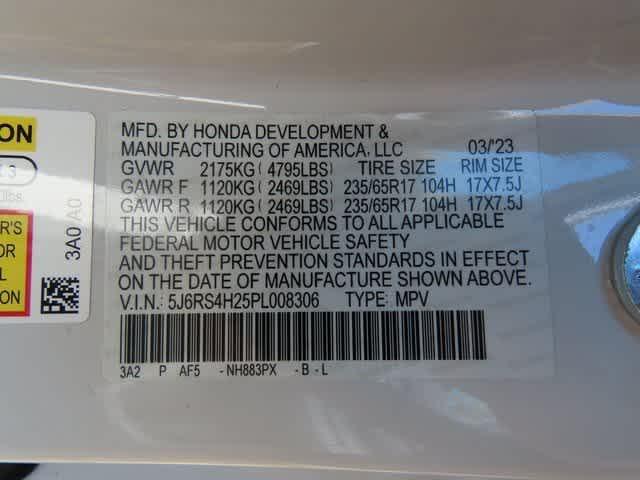 MFD. BY HONDA DEVELOPMENT &
MANUFACTURING OF AMERICA, LLC 03/'23
GVWR 2175KG (4795LBS) TIRE SIZE RIM SIZE
GAWR F 1120KG (2469LBS) 235/65R17 104H 17X7.5J
GAWR R 1120KG (2469LBS) 235/65R17 104H 17X7.5J
THIS VEHICLE CONFORMS TO ALL APPLICABLE
FEDERAL MOTOR VEHICLE SAFETY
AND THEFT PREVENTION STANDARDS IN EFFECT
ON THE DATE OF MANUFACTURE SHOWN ABOVE.
V.I.N.: 5J6RS4H25PL008306 TYPE: MPV
3A2 P AF5 -NH883PX -B-L
ON
lbs.
R'S
OR
L
ON.
3A0 A0